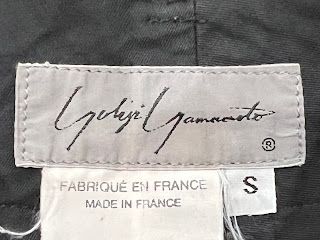 Yohji Yamamoto
®
FABRIQUÉ EN FRANCE
MADE IN FRANCE
S